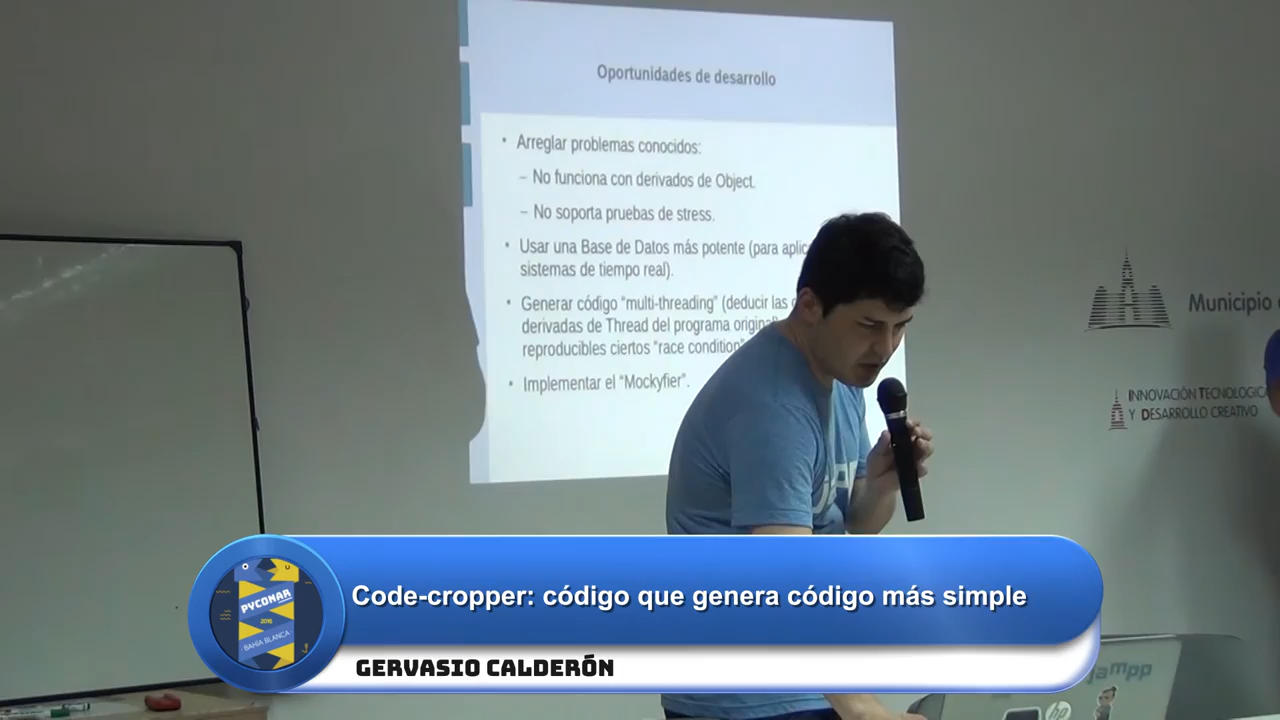 Oportunidades de desarrollo
• Arreglar problemas conocidos:
– No funciona con derivados de Object.
– No soporta pruebas de stress.
• Usar una Base de Datos más potente (para
sistemas de tiempo real).
• Generar código “multi-threading” (deducir las
derivadas de Thread del programa original
reproducibles ciertos “race condition”
• Implementar el “Mockyfier”.
Municipio
INNOVACIÓN TECNOLOGICA
Y DESARROLLO CREATIVO
PYCONAR
2016
BAHÍA BLANCA
Code-cropper: código que genera código más simple
GERVASIO CALDERÓN
hp